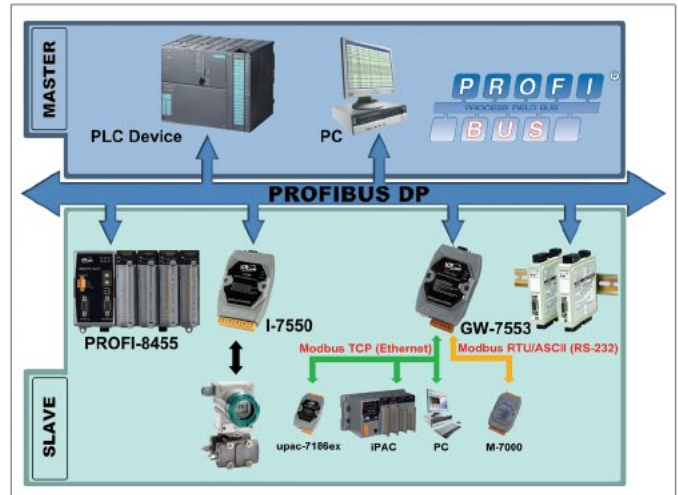 MASTER
PLC Device
PC
PROFI®
PROCESS FIELD BUS
BUS
PROFIBUS DP
PROFI-8455
I-7550
GW-7553
Modbus TCP (Ethernet)
Modbus RTU/ASCII (RS-232)
SLAVE
upac-7186ex
iPAC
PC
M-7000